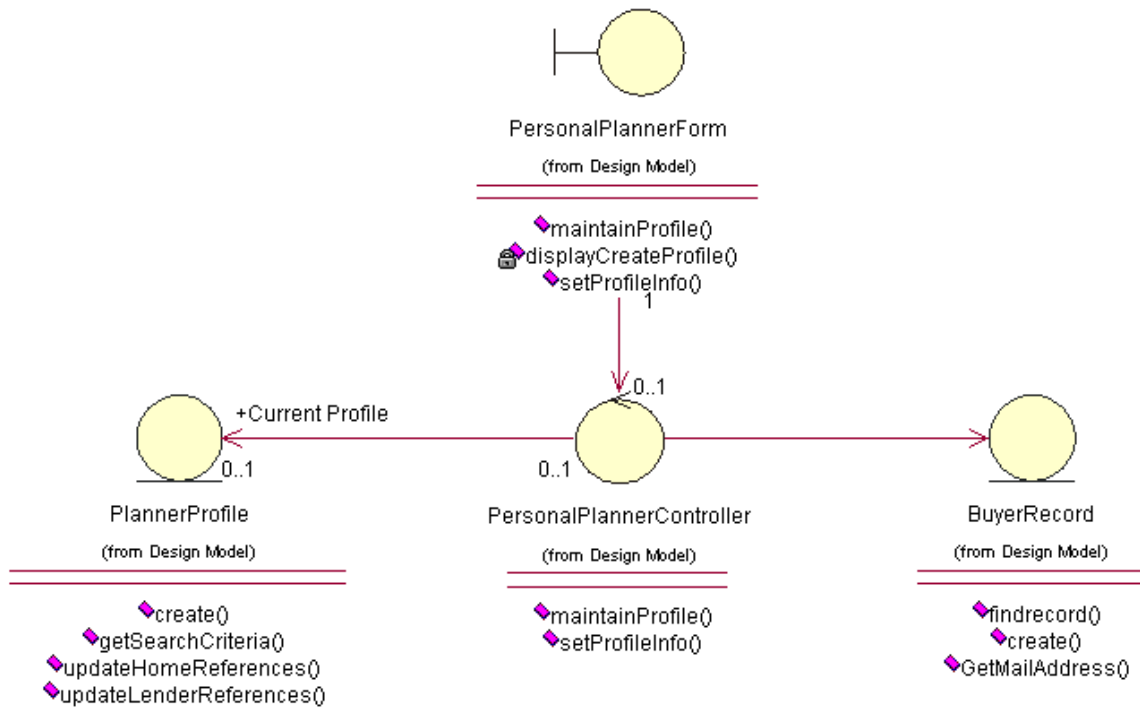 PersonalPlannerForm
(from Design Model)
maintainProfile()
displayCreateProfile()
setProfileInfo()
1
0..1
+Current Profile
0..1
0..1
PlannerProfile
(from Design Model)
create()
getSearchCriteria()
updateHomeReferences()
updateLenderReferences()
PersonalPlannerController
(from Design Model)
maintainProfile()
setProfileInfo()
BuyerRecord
(from Design Model)
findrecord()
create()
GetMailAddress()